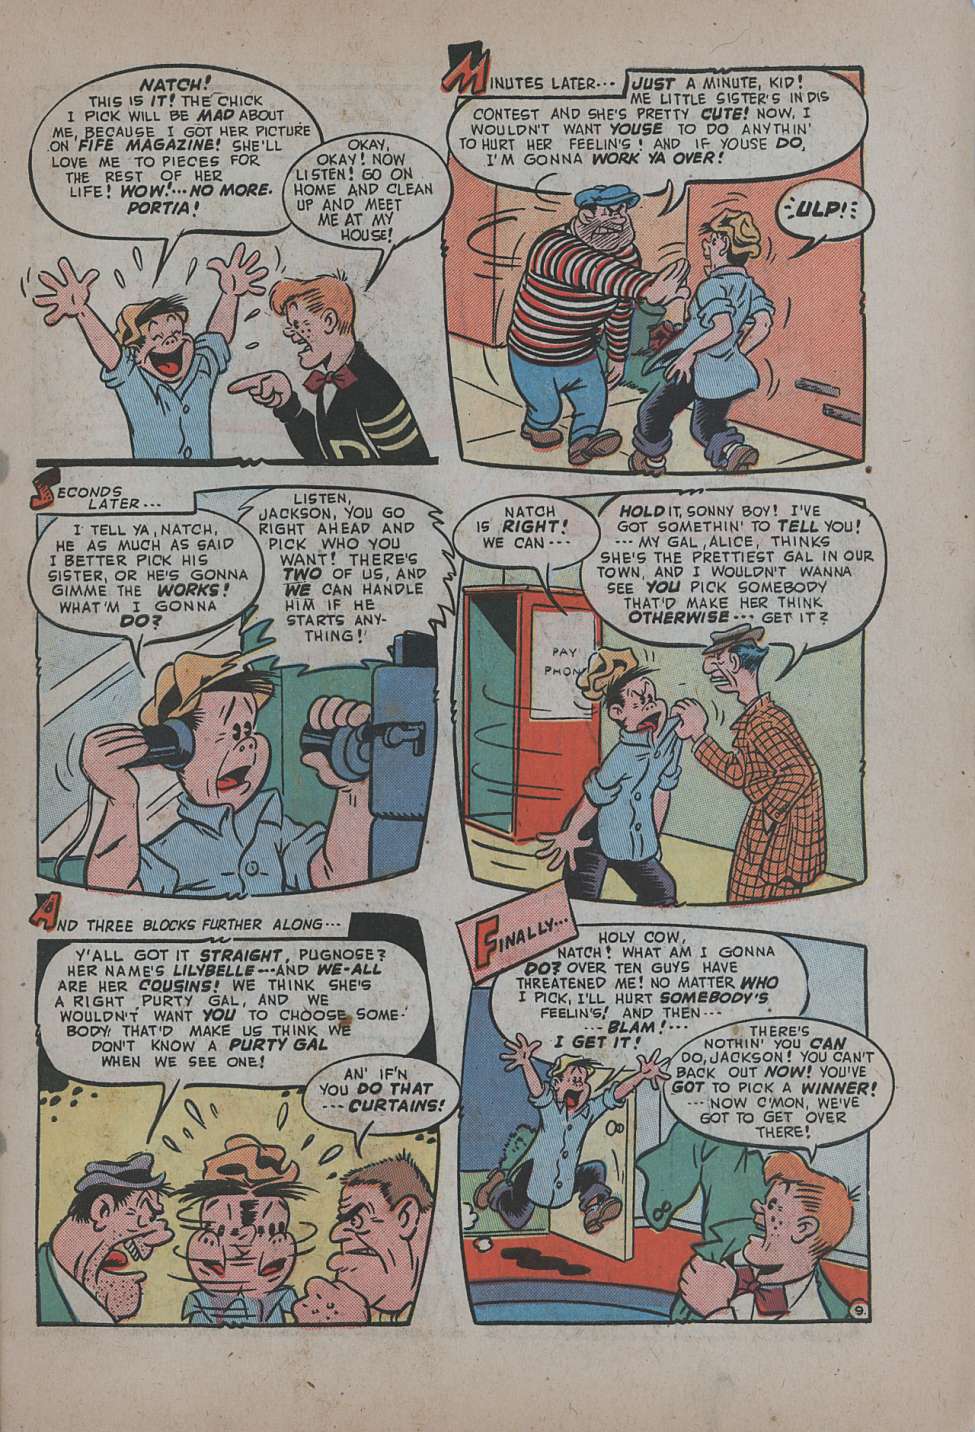 NATCH!
THIS IS IT! THE CHICK
I PICK WILL BE MAD ABOUT
ME, BECAUSE I GOT HER PICTURE
ON FIFE MAGAZINE! SHE'LL
LOVE ME TO PIECES FOR
THE REST OF HER
LIFE! WOW!--- NO MORE
PORTIA!
OKAY,
OKAY! NOW
LISTEN! GO ON
HOME AND CLEAN
UP AND MEET
ME AT MY
HOUSE!
MINUTES LATER---
JUST A MINUTE, KID!
ME LITTLE SISTER'S IN DIS
CONTEST AND SHE'S PRETTY CUTE! NOW, I
WOULDN'T WANT YOUSE TO DO ANYTHIN'
TO HURT HER FEELIN'S! AND IF YOUSE DO,
I'M GONNA WORK YA OVER!
ULP!
SECONDS
LATER---
I TELL YA, NATCH,
HE AS MUCH AS SAID
I BETTER PICK HIS
SISTER, OR HE'S GONNA
GIMME THE WORKS!
WHAT'M I GONNA
DO?
LISTEN,
JACKSON, YOU GO
RIGHT AHEAD AND
PICK WHO YOU
WANT! THERE'S
TWO OF US, AND
WE CAN HANDLE
HIM IF HE
STARTS ANY-
THING!
NATCH
IS RIGHT!
WE CAN---
HOLD IT, SONNY BOY! I'VE
GOT SOMETHIN' TO TELL YOU!
--- MY GAL, ALICE, THINKS
SHE'S THE PRETTIEST GAL IN OUR
TOWN, AND I WOULDN'T WANNA
SEE YOU PICK SOMEBODY
THAT'D MAKE HER THINK
OTHERWISE--- GET IT?
PAY
PHONE
AND THREE BLOCKS FURTHER ALONG---
Y'ALL GOT IT STRAIGHT, PUGNOSE?
HER NAME'S LILYBELLE---AND WE-ALL
ARE HER COUSINS! WE THINK SHE'S
A RIGHT PURTY GAL, AND WE
WOULDN'T WANT YOU TO CHOOSE SOME-
BODY THAT'D MAKE US THINK WE
DON'T KNOW A PURTY GAL
WHEN WE SEE ONE!
AN' IF'N
YOU DO THAT
--- CURTAINS!
FINALLY---
HOLY COW,
NATCH! WHAT AM I GONNA
DO? OVER TEN GUYS HAVE
THREATENED ME! NO MATTER WHO
I PICK, I'LL HURT SOMEBODY'S
FEELIN'S! AND THEN---
--- BLAM!---
I GET IT!
THERE'S
NOTHIN' YOU CAN
DO, JACKSON! YOU CAN'T
BACK OUT NOW! YOU'VE
GOT TO PICK A WINNER!
--- NOW C'MON, WE'VE
GOT TO GET OVER
THERE!
9.